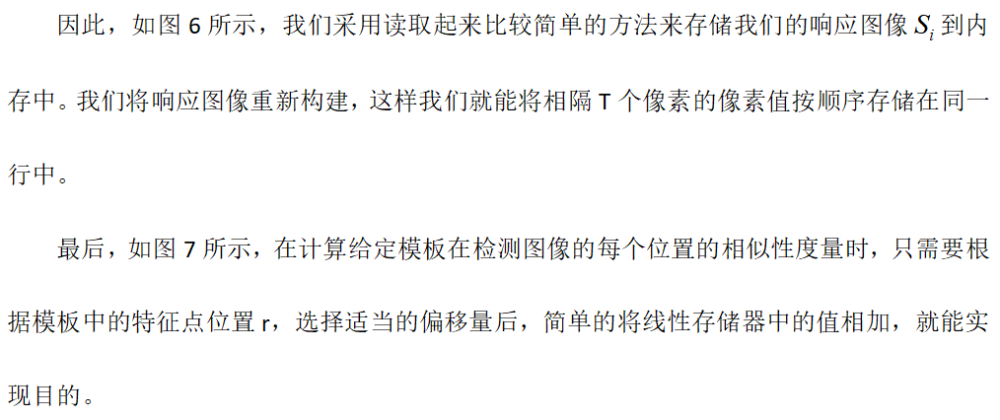 因此，如图 6 所示，我们采用读取起来比较简单的方法来存储我们的响应图像 Si 到内
存中。我们将响应图像重新构建，这样我们就能将相隔 T 个像素的像素值按顺序存储在同一
行中。
最后，如图 7 所示，在计算给定模板在检测图像的每个位置的相似性度量时，只需要根
据模板中的特征点位置 r，选择适当的偏移量后，简单的将线性存储器中的值相加，就能实
现目的。